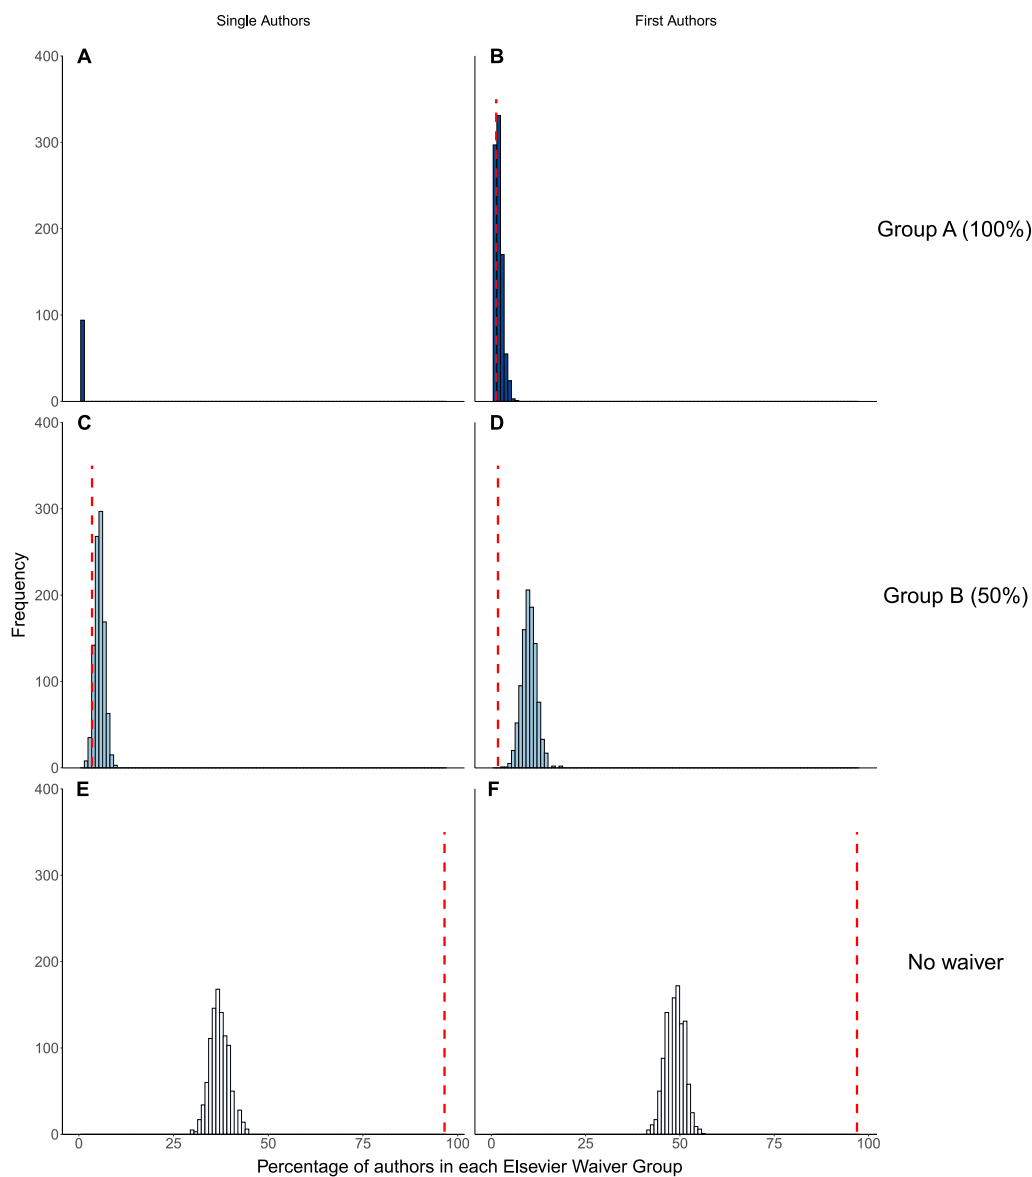 Single Authors
First Authors
A
B
400
300
200
100
0
Group A (100%)
C
D
400
300
200
100
0
Group B (50%)
E
F
400
300
200
100
0
No waiver
Frequency
0 25 50 75 100
0 25 50 75 100
Percentage of authors in each Elsevier Waiver Group